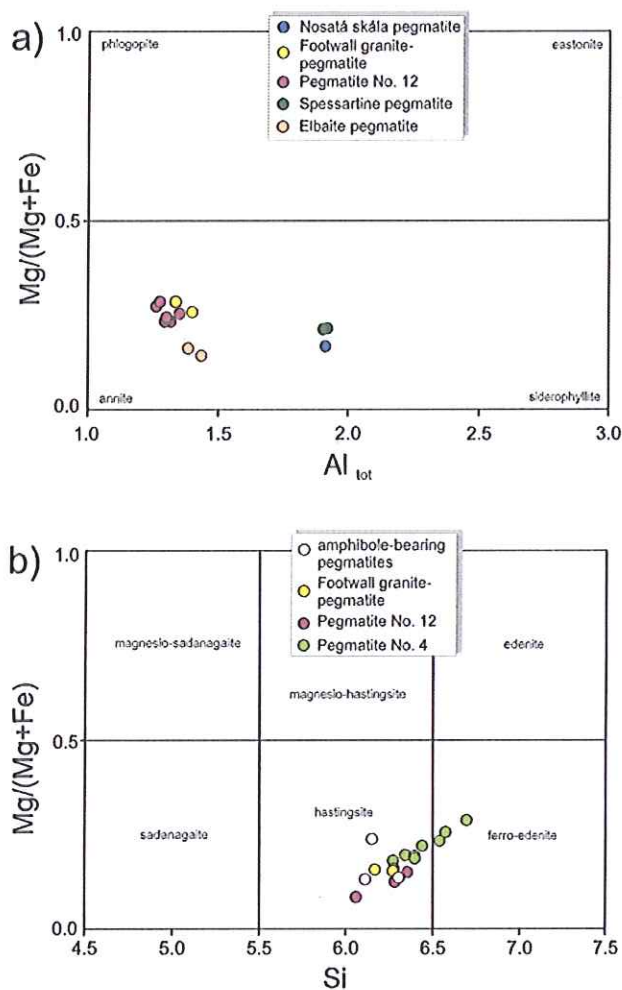 a)
Nosatá skála pegmatite
Footwall granite-
pegmatite
Pegmatite No. 12
Spessartine pegmatite
Elbaite pegmatite
phlogopite
eastonite
annite
siderophyllite
1.0
0.5
0.0
Mg/(Mg+Fe)
1.0
1.5
2.0
2.5
3.0
Al tot
b)
amphibole-bearing
pegmatites
Footwall granite-
pegmatite
Pegmatite No. 12
Pegmatite No. 4
magnesio-sadanagaite
magnesio-hastingsite
edenite
sadanagaite
hastingsite
ferro-edenite
1.0
0.5
0.0
Mg/(Mg+Fe)
4.5
5.0
5.5
6.0
6.5
7.0
7.5
Si